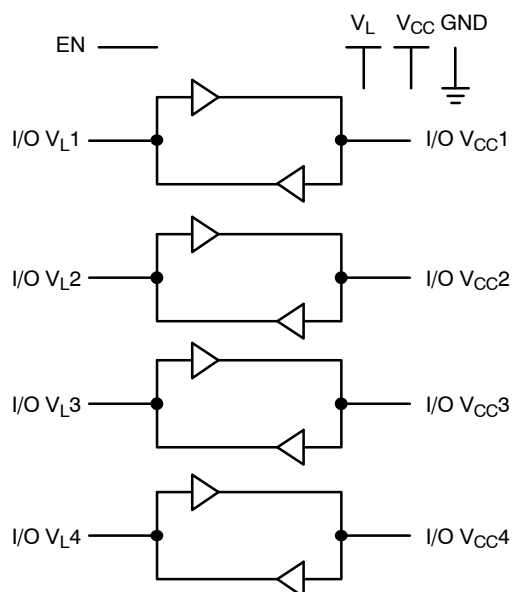 EN V_L V_CC GND
I/O V_L1 I/O V_CC1
I/O V_L2 I/O V_CC2
I/O V_L3 I/O V_CC3
I/O V_L4 I/O V_CC4